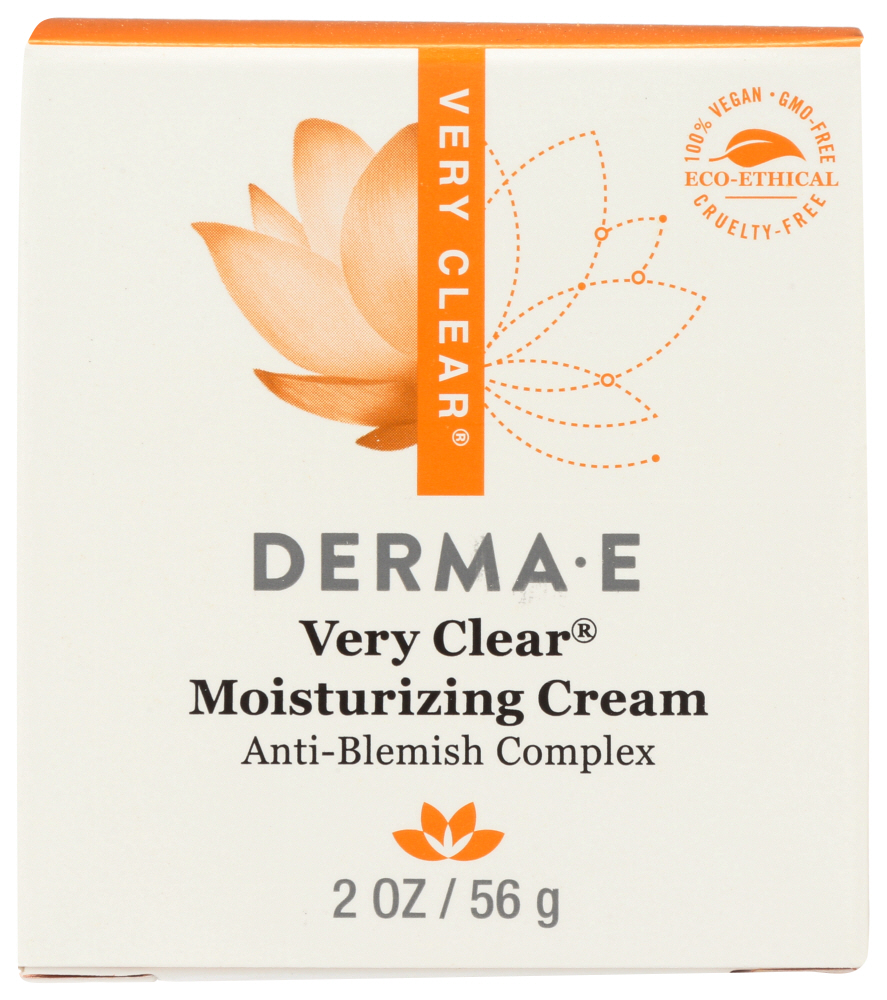 VERY CLEAR®
100% VEGAN • GMO-FREE
ECO-ETHICAL
CRUELTY-FREE
DERMA·E
Very Clear®
Moisturizing Cream
Anti-Blemish Complex
2 OZ / 56 g